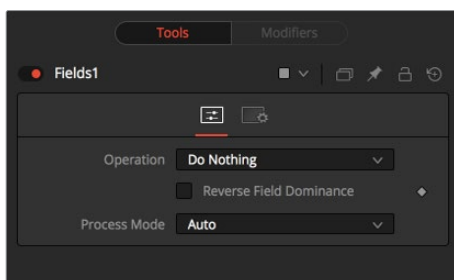 Tools Modifiers
Fields1
Operation Do Nothing
Reverse Field Dominance
Process Mode Auto